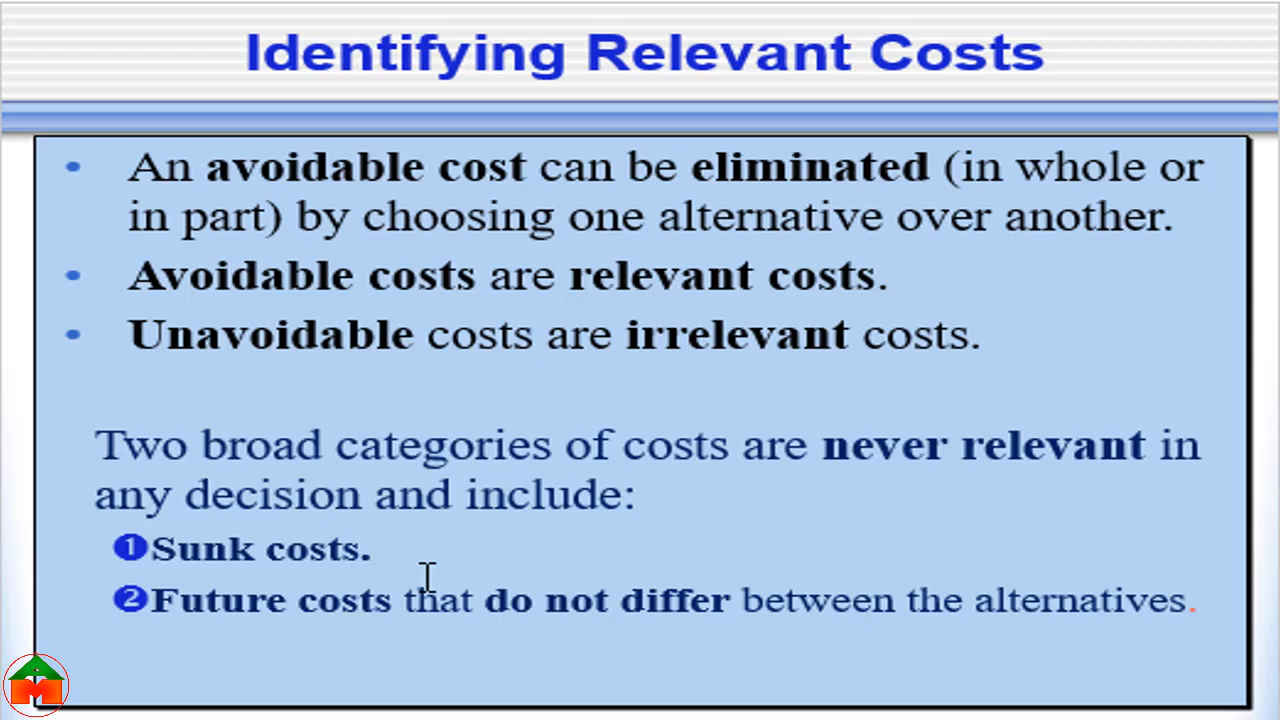 Identifying Relevant Costs
• An avoidable cost can be eliminated (in whole or
in part) by choosing one alternative over another.
• Avoidable costs are relevant costs.
• Unavoidable costs are irrelevant costs.
Two broad categories of costs are never relevant in
any decision and include:
❶Sunk costs.
❷Future costs that do not differ between the alternatives.